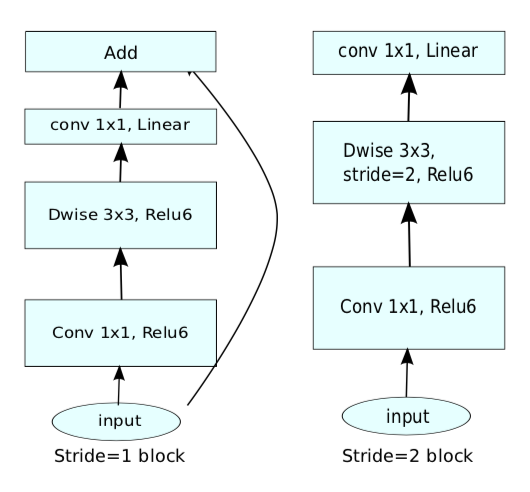 Add
conv 1x1, Linear
Dwise 3x3, Relu6
Conv 1x1, Relu6
input
Stride=1 block
conv 1x1, Linear
Dwise 3x3,
stride=2, Relu6
Conv 1x1, Relu6
input
Stride=2 block